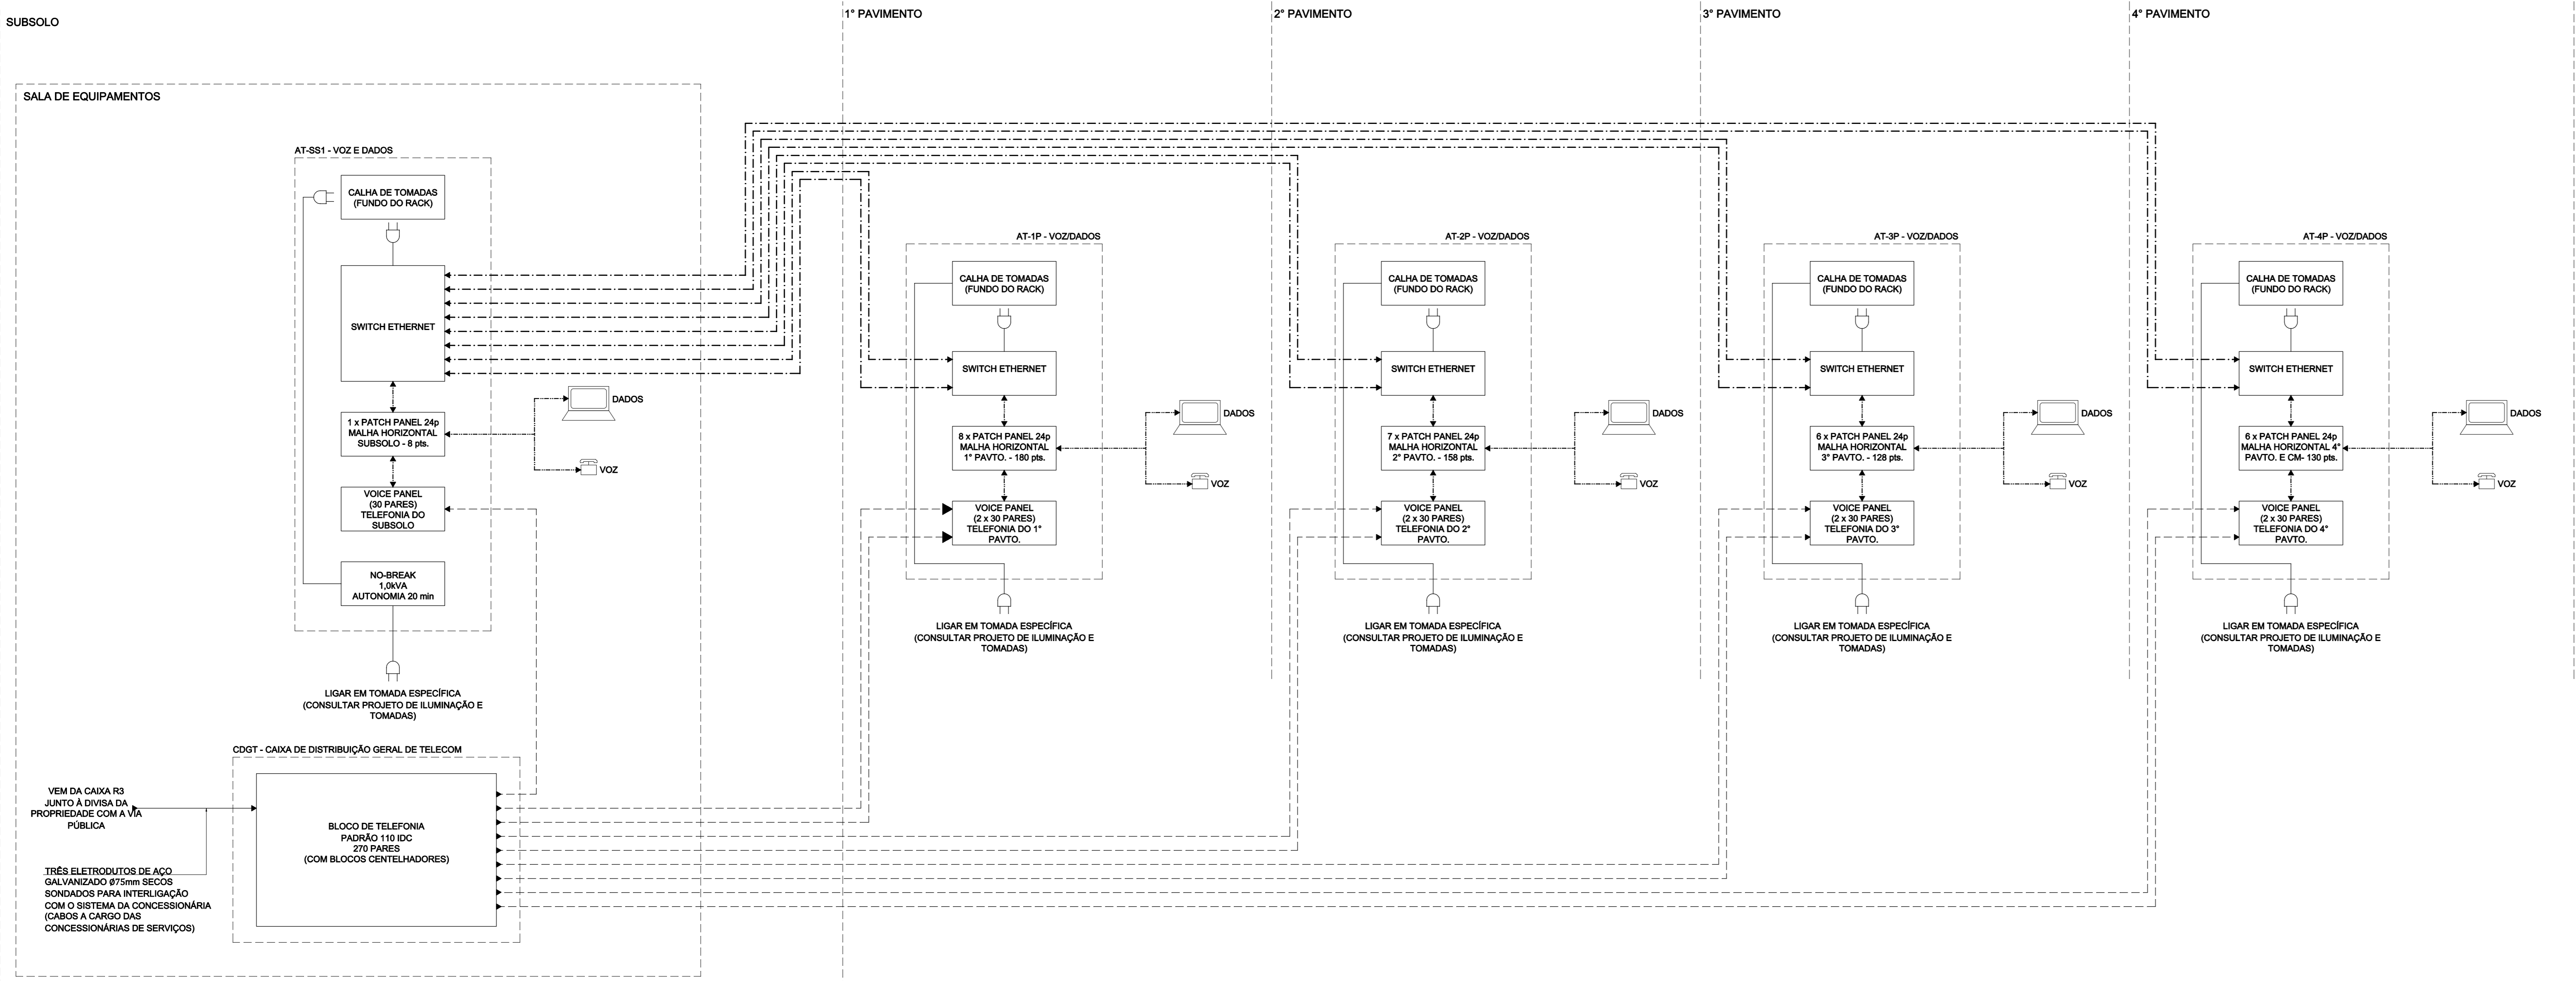 SUBSOLO
1° PAVIMENTO
2° PAVIMENTO
3° PAVIMENTO
4° PAVIMENTO
SALA DE EQUIPAMENTOS
AT-SS1 - VOZ E DADOS
CALHA DE TOMADAS
(FUNDO DO RACK)
SWITCH ETHERNET
1 x PATCH PANEL 24p
MALHA HORIZONTAL
SUBSOLO - 8 pts.
DADOS
VOZ
VOICE PANEL
(30 PARES)
TELEFONIA DO
SUBSOLO
NO-BREAK
1,0kVA
AUTONOMIA 20 min
LIGAR EM TOMADA ESPECÍFICA
(CONSULTAR PROJETO DE ILUMINAÇÃO E
TOMADAS)
CDGT - CAIXA DE DISTRIBUIÇÃO GERAL DE TELECOM
VEM DA CAIXA R3
JUNTO À DIVISA DA
PROPRIEDADE COM A VIA
PÚBLICA
BLOCO DE TELEFONIA
PADRÃO 110 IDC
270 PARES
(COM BLOCOS CENTELHADORES)
TRÊS ELETRODUTOS DE AÇO
GALVANIZADO Ø75mm SECOS
SONDADOS PARA INTERLIGAÇÃO
COM O SISTEMA DA CONCESSIONÁRIA
(CABOS A CARGO DAS
CONCESSIONÁRIAS DE SERVIÇOS)
AT-1P - VOZ/DADOS
CALHA DE TOMADAS
(FUNDO DO RACK)
SWITCH ETHERNET
8 x PATCH PANEL 24p
MALHA HORIZONTAL
1° PAVTO. - 180 pts.
DADOS
VOZ
VOICE PANEL
(2 x 30 PARES)
TELEFONIA DO 1°
PAVTO.
LIGAR EM TOMADA ESPECÍFICA
(CONSULTAR PROJETO DE ILUMINAÇÃO E
TOMADAS)
AT-2P - VOZ/DADOS
CALHA DE TOMADAS
(FUNDO DO RACK)
SWITCH ETHERNET
7 x PATCH PANEL 24p
MALHA HORIZONTAL
2° PAVTO. - 158 pts.
DADOS
VOZ
VOICE PANEL
(2 x 30 PARES)
TELEFONIA DO 2°
PAVTO.
LIGAR EM TOMADA ESPECÍFICA
(CONSULTAR PROJETO DE ILUMINAÇÃO E
TOMADAS)
AT-3P - VOZ/DADOS
CALHA DE TOMADAS
(FUNDO DO RACK)
SWITCH ETHERNET
6 x PATCH PANEL 24p
MALHA HORIZONTAL
3° PAVTO. - 128 pts.
DADOS
VOZ
VOICE PANEL
(2 x 30 PARES)
TELEFONIA DO 3°
PAVTO.
LIGAR EM TOMADA ESPECÍFICA
(CONSULTAR PROJETO DE ILUMINAÇÃO E
TOMADAS)
AT-4P - VOZ/DADOS
CALHA DE TOMADAS
(FUNDO DO RACK)
SWITCH ETHERNET
6 x PATCH PANEL 24p
MALHA HORIZONTAL 4°
PAVTO. E CM- 130 pts.
DADOS
VOZ
VOICE PANEL
(2 x 30 PARES)
TELEFONIA DO 4°
PAVTO.
LIGAR EM TOMADA ESPECÍFICA
(CONSULTAR PROJETO DE ILUMINAÇÃO E
TOMADAS)